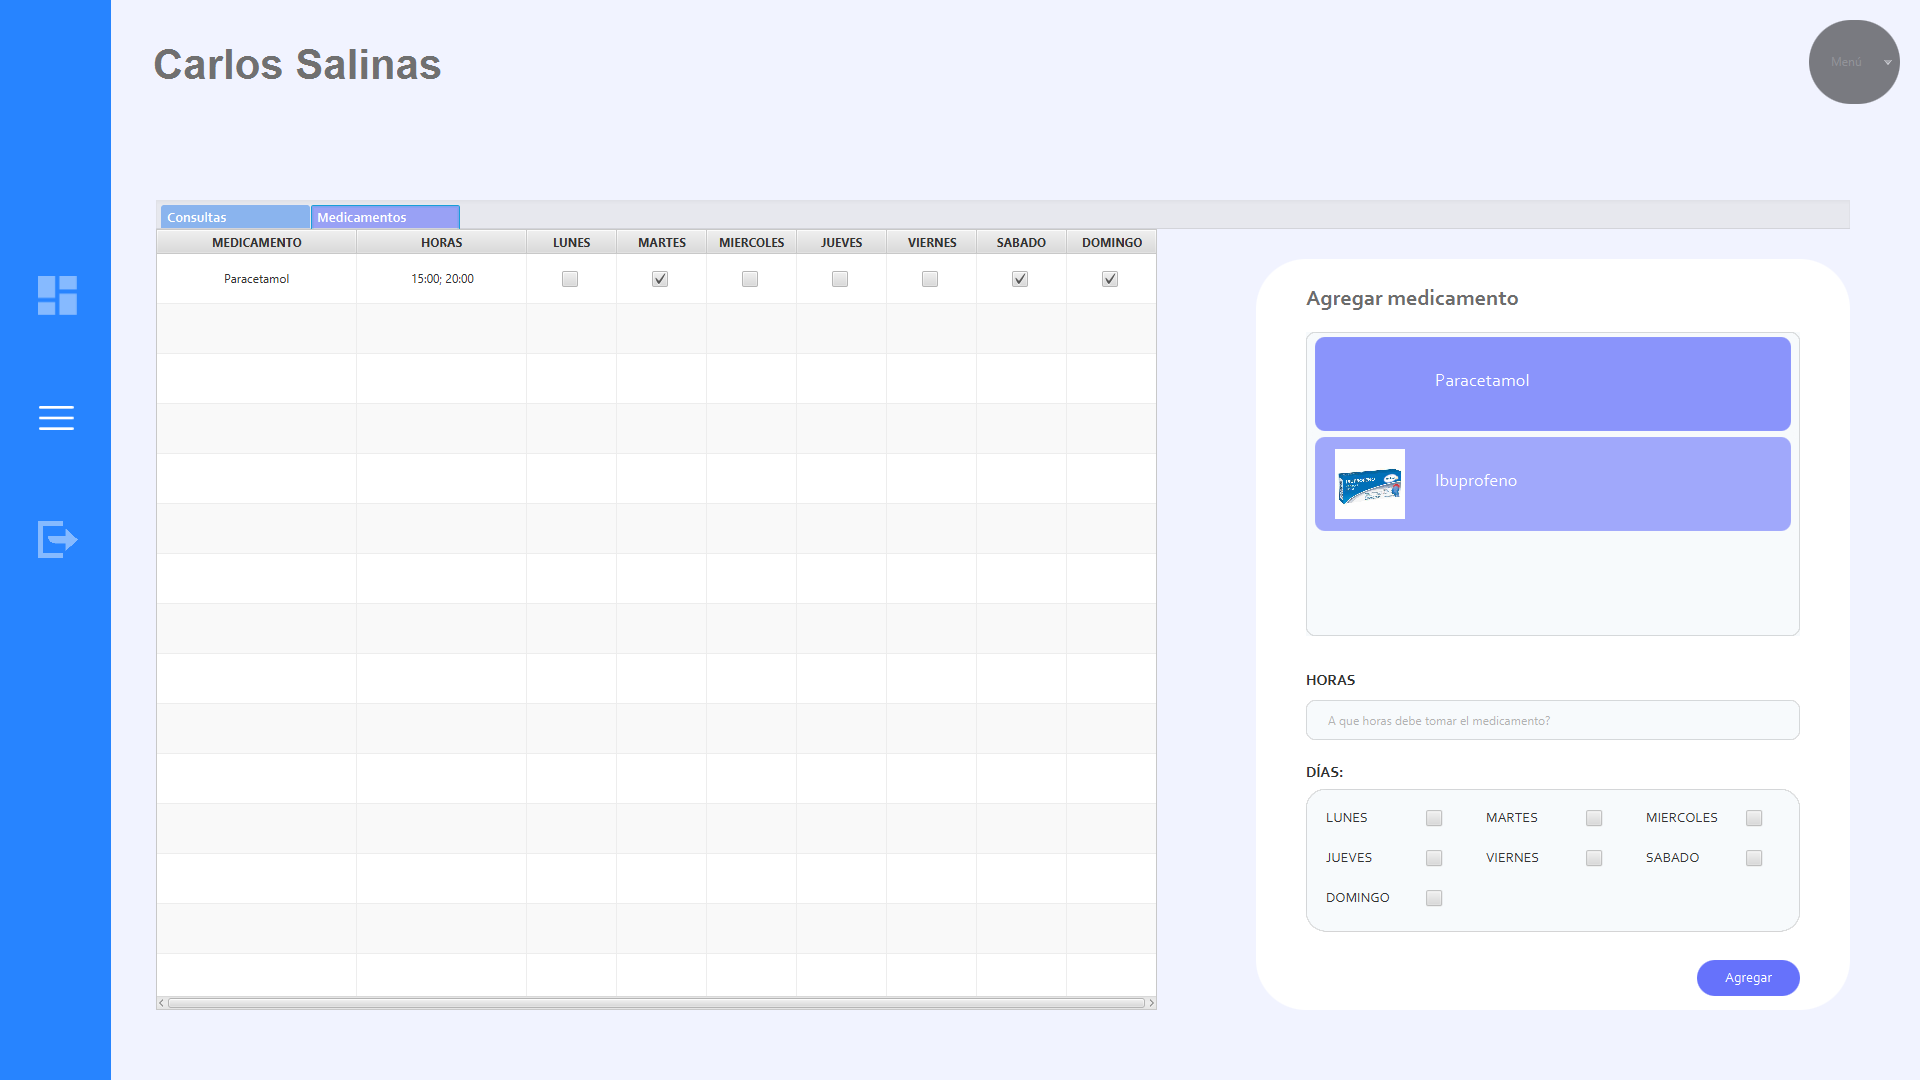 Carlos Salinas
Menú
Consultas Medicamentos
MEDICAMENTO HORAS LUNES MARTES MIERCOLES JUEVES VIERNES SABADO DOMINGO
Paracetamol 15:00; 20:00
Agregar medicamento
Paracetamol
Ibuprofeno
HORAS
A que horas debe tomar el medicamento?
DÍAS:
LUNES MARTES MIERCOLES
JUEVES VIERNES SABADO
DOMINGO
Agregar